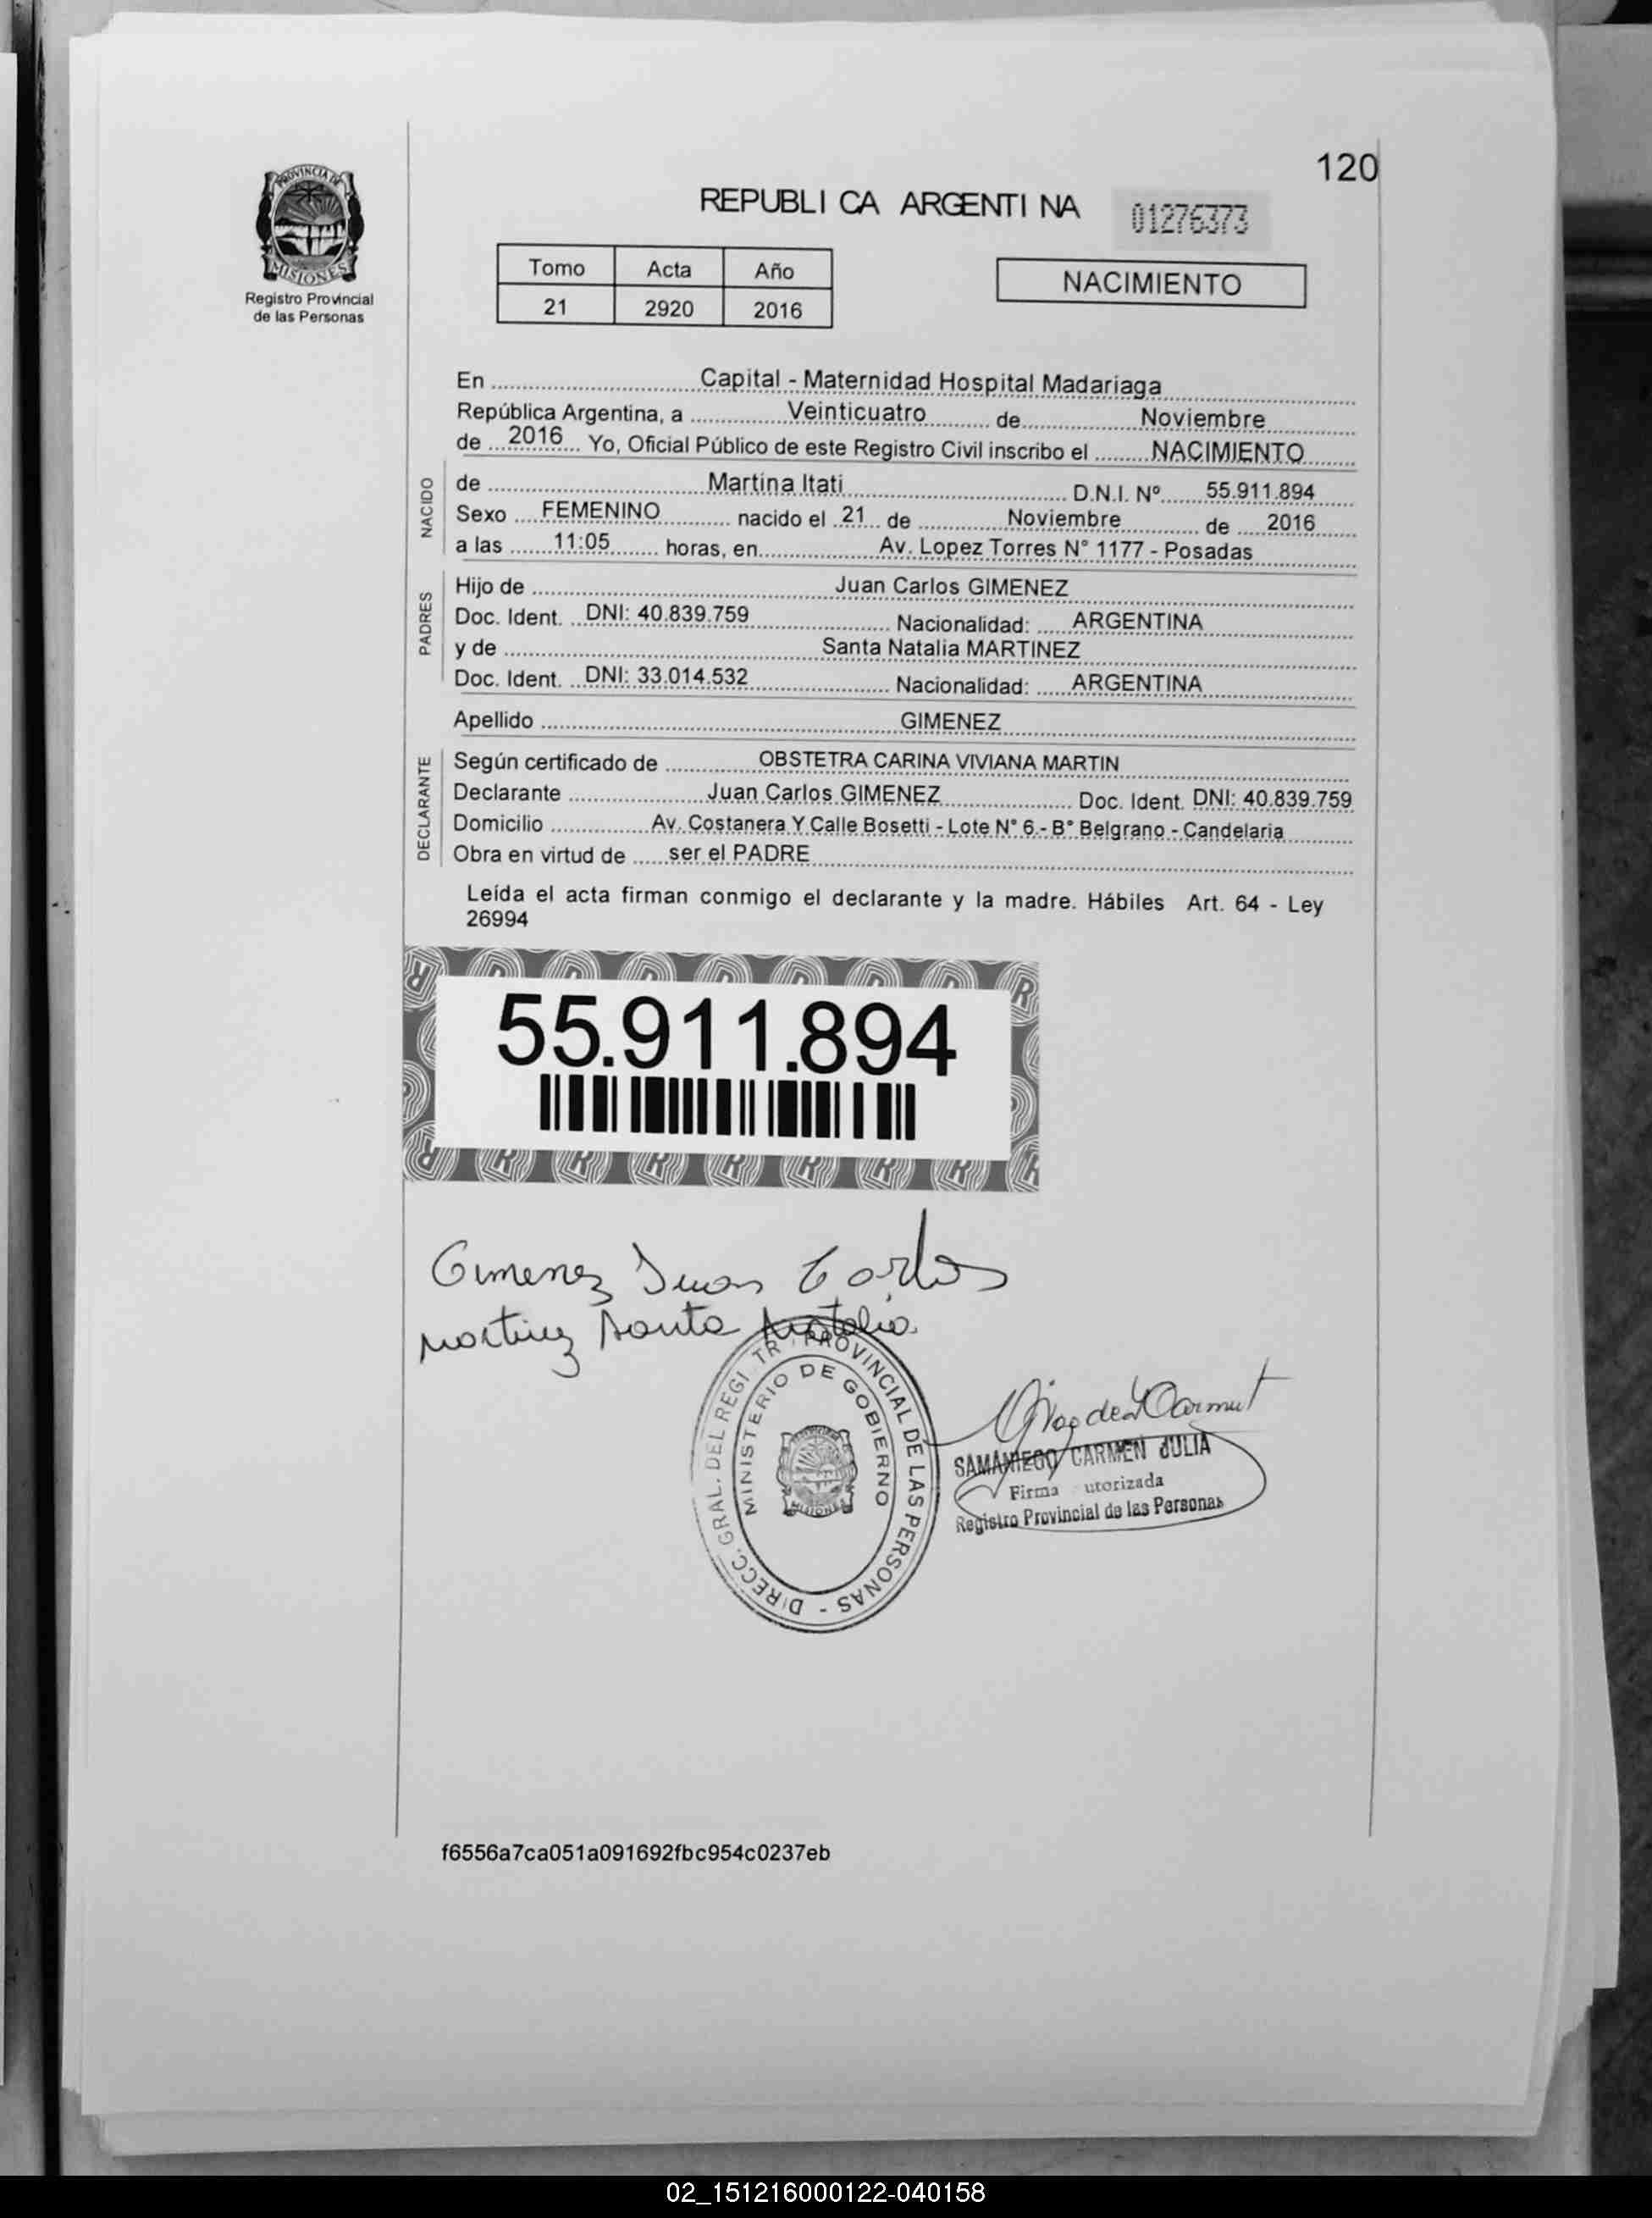 120
PROVINCIA DE
MISIONES
Registro Provincial
de las Personas
REPUBLICA ARGENTINA
01276373
Tomo Acta Año
21 2920 2016
NACIMIENTO
En Capital - Maternidad Hospital Madariaga
República Argentina, a Veinticuatro de Noviembre
de 2016 Yo, Oficial Público de este Registro Civil inscribo el NACIMIENTO
NACIDO
de Martina Itati D.N.I. Nº 55.911.894
Sexo FEMENINO nacido el 21 de Noviembre de 2016
a las 11:05 horas, en Av. Lopez Torres N° 1177 - Posadas
PADRES
Hijo de Juan Carlos GIMENEZ
Doc. Ident. DNI: 40.839.759 Nacionalidad: ARGENTINA
y de Santa Natalia MARTINEZ
Doc. Ident. DNI: 33.014.532 Nacionalidad: ARGENTINA
Apellido GIMENEZ
DECLARANTE
Según certificado de OBSTETRA CARINA VIVIANA MARTIN
Declarante Juan Carlos GIMENEZ Doc. Ident. DNI: 40.839.759
Domicilio Av. Costanera Y Calle Bosetti - Lote N° 6 - B° Belgrano - Candelaria
Obra en virtud de ser el PADRE
Leída el acta firman conmigo el declarante y la madre. Hábiles Art. 64 - Ley
26994
55.911.894
Gimenez Juan Carlos
Martinez Santa Natalia
DIRECC. GRAL. DEL REGI TR PROVINCIAL DE LAS PERSONAS -
MINISTERIO DE GOBIERNO
MISIONES
SAMANIEGO CARMEN JULIA
Firma utorizada
Registro Provincial de las Personas
f6556a7ca051a091692fbc954c0237eb
02_151216000122-040158